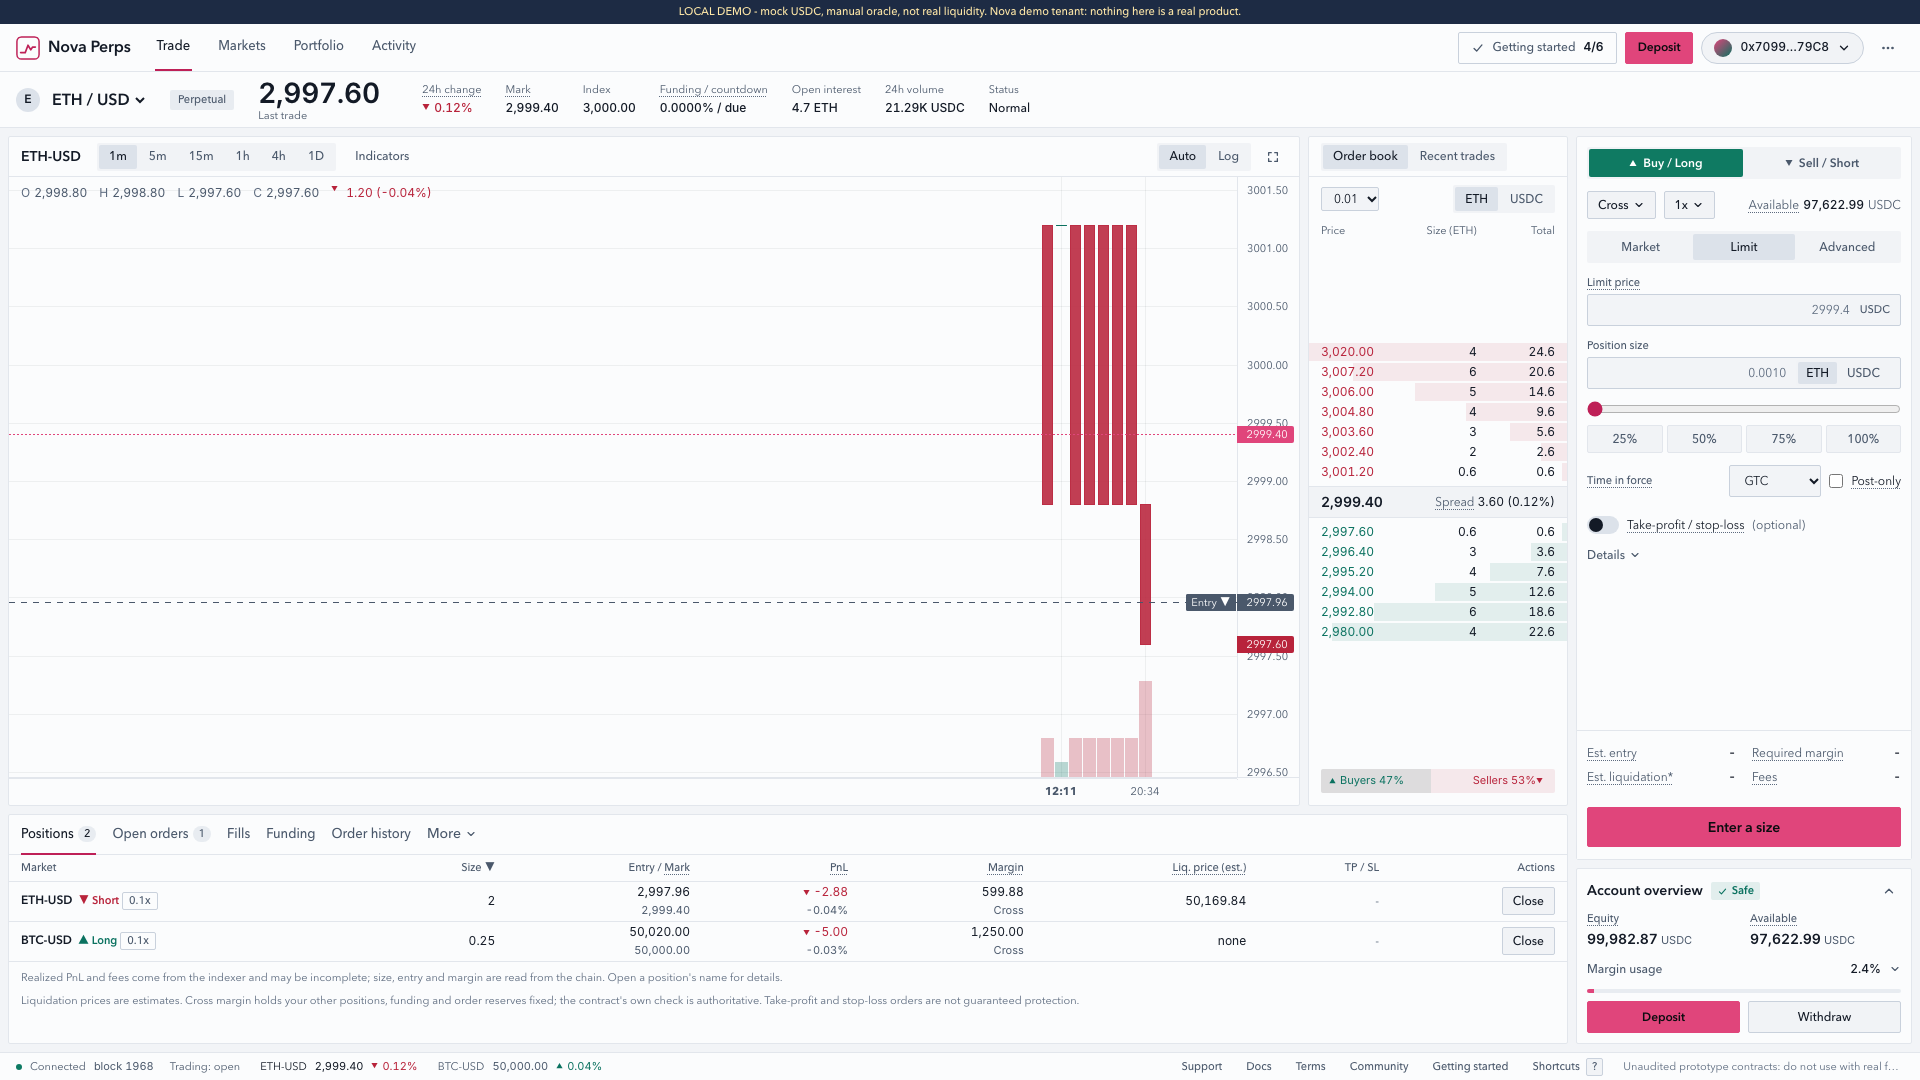 LOCAL DEMO - mock USDC, manual oracle, not real liquidity. Nova demo tenant: nothing here is a real product.
Nova Perps Trade Markets Portfolio Activity Getting started 4/6 Deposit 0x7099...79C8
E ETH / USD Perpetual 2,997.60 Last trade
24h change ▼ 0.12%
Mark 2,999.40
Index 3,000.00
Funding / countdown 0.0000% / due
Open interest 4.7 ETH
24h volume 21.29K USDC
Status Normal
ETH-USD 1m 5m 15m 1h 4h 1D Indicators Auto Log
O 2,998.80 H 2,998.80 L 2,997.60 C 2,997.60 ▼ 1.20 (-0.04%)
3001.50
3001.00
3000.50
3000.00
2999.50
2999.40
2999.00
2998.50
Entry ▼ 2997.96
2997.60
2997.50
2997.00
2996.50
12:11 20:34
Order book Recent trades
0.01 ETH USDC
Price Size (ETH) Total
3,020.00 4 24.6
3,007.20 6 20.6
3,006.00 5 14.6
3,004.80 4 9.6
3,003.60 3 5.6
3,002.40 2 2.6
3,001.20 0.6 0.6
2,999.40 Spread 3.60 (0.12%)
2,997.60 0.6 0.6
2,996.40 3 3.6
2,995.20 4 7.6
2,994.00 5 12.6
2,992.80 6 18.6
2,980.00 4 22.6
▲ Buyers 47% Sellers 53%▼
▲ Buy / Long ▼ Sell / Short
Cross 1x Available 97,622.99 USDC
Market Limit Advanced
Limit price
2999.4 USDC
Position size
0.0010 ETH USDC
25% 50% 75% 100%
Time in force GTC Post-only
Take-profit / stop-loss (optional)
Details
Est. entry - Required margin -
Est. liquidation* - Fees -
Enter a size
Positions 2 Open orders 1 Fills Funding Order history More
Market Size ▼ Entry / Mark PnL Margin Liq. price (est.) TP / SL Actions
ETH-USD ▼ Short 0.1x 2 2,997.96 ▼ -2.88 599.88 50,169.84 - Close
2,999.40 -0.04% Cross
BTC-USD ▲ Long 0.1x 0.25 50,020.00 ▼ -5.00 1,250.00 none - Close
50,000.00 -0.03% Cross
Realized PnL and fees come from the indexer and may be incomplete; size, entry and margin are read from the chain. Open a position's name for details.
Liquidation prices are estimates. Cross margin holds your other positions, funding and order reserves fixed; the contract's own check is authoritative. Take-profit and stop-loss orders are not guaranteed protection.
Account overview Safe
Equity Available
99,982.87 USDC 97,622.99 USDC
Margin usage 2.4%
Deposit Withdraw
Connected block 1968 Trading: open ETH-USD 2,999.40 ▼ 0.12% BTC-USD 50,000.00 ▲ 0.04% Support Docs Terms Community Getting started Shortcuts ? Unaudited prototype contracts: do not use with real f...